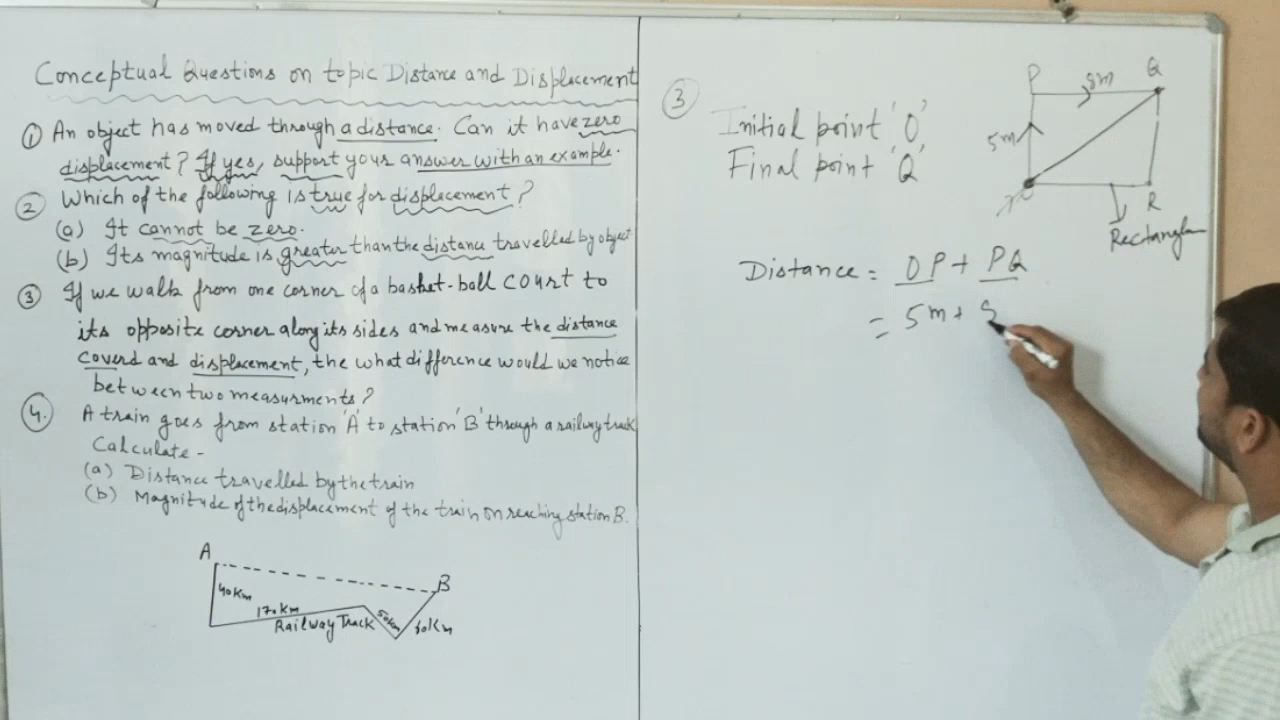 Conceptual Questions on topic Distance and Displacement
① An object has moved through a distance. Can it have zero
displacement? If yes, support your answer with an example.
② Which of the following is true for displacement?
(a) It cannot be zero.
(b) Its magnitude is greater than the distance travelled by object.
③ If we walk from one corner of a basket-ball court to
its opposite corner along its sides and measure the distance
coverd and displacement, the what difference would we notice
between two measurments?
④. A train goes from station 'A' to station 'B' through a railway track
Calculate -
(a) Distance travelled by the train
(b) Magnitude of the displacement of the train on reaching station B.
A
B
40Km
170Km
50Km
Railway Track
③
Initial point 'O'
Final point 'Q'
P
8m
Q
5m
O
R
Rectangle
Distance = OP + PQ
= 5m +